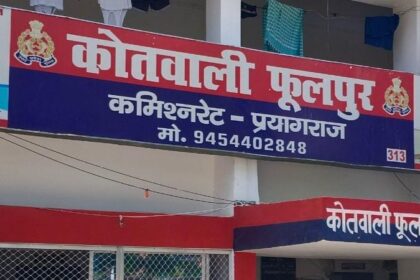 कोतवाली फूलपुर
कमिश्नरेट - प्रयागराज
मो. 9454402848
313
कोतवाली फूल